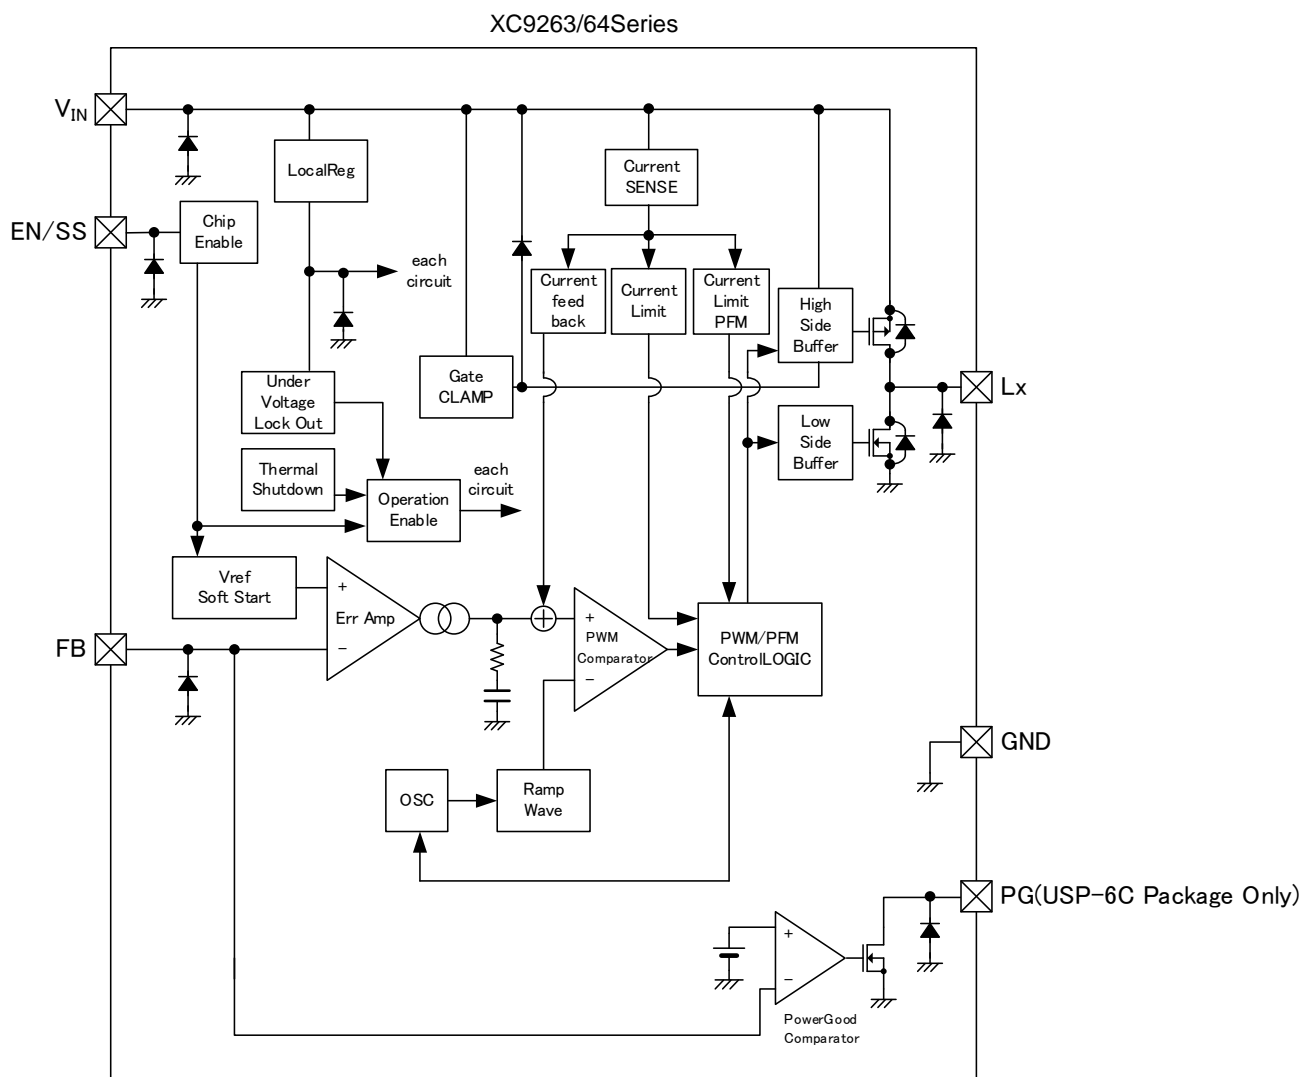 XC9263/64Series
VIN
LocalReg
Current
SENSE
EN/SS
Chip
Enable
each
circuit
Current
feed
back
Current
Limit
Current
Limit
PFM
High
Side
Buffer
Under
Voltage
Lock Out
Gate
CLAMP
Lx
Low
Side
Buffer
Thermal
Shutdown
Operation
Enable
each
circuit
Vref
Soft Start
+
Err Amp
−
+
PWM
Comparator
−
PWM/PFM
ControlLOGIC
FB
GND
OSC
Ramp
Wave
PG(USP-6C Package Only)
+
−
PowerGood
Comparator